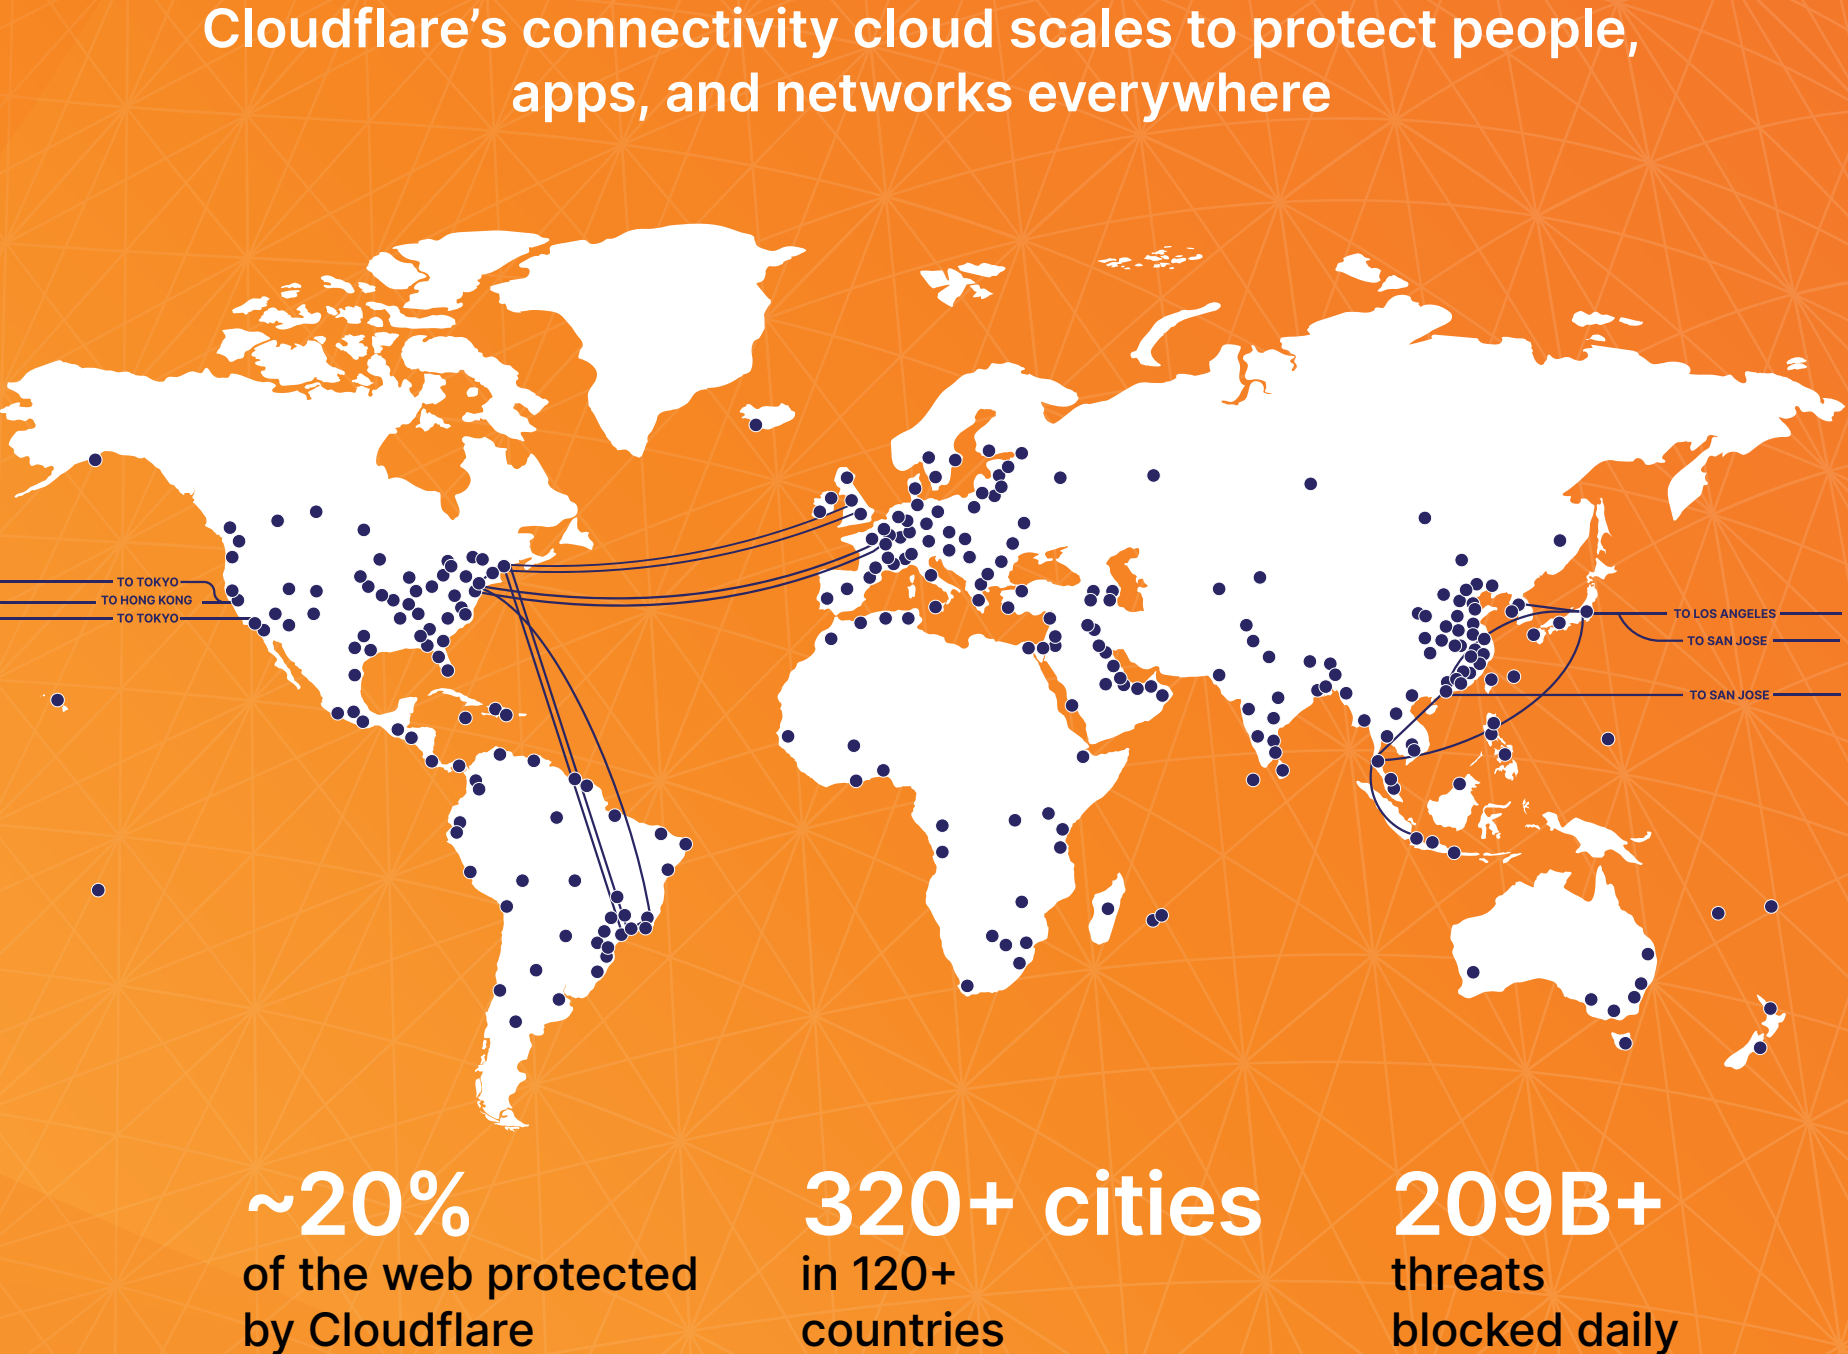 Cloudflare’s connectivity cloud scales to protect people,
apps, and networks everywhere
TO TOKYO
TO HONG KONG
TO TOKYO
TO LOS ANGELES
TO SAN JOSE
TO SAN JOSE
~20%
of the web protected
by Cloudflare
320+ cities
in 120+
countries
209B+
threats
blocked daily